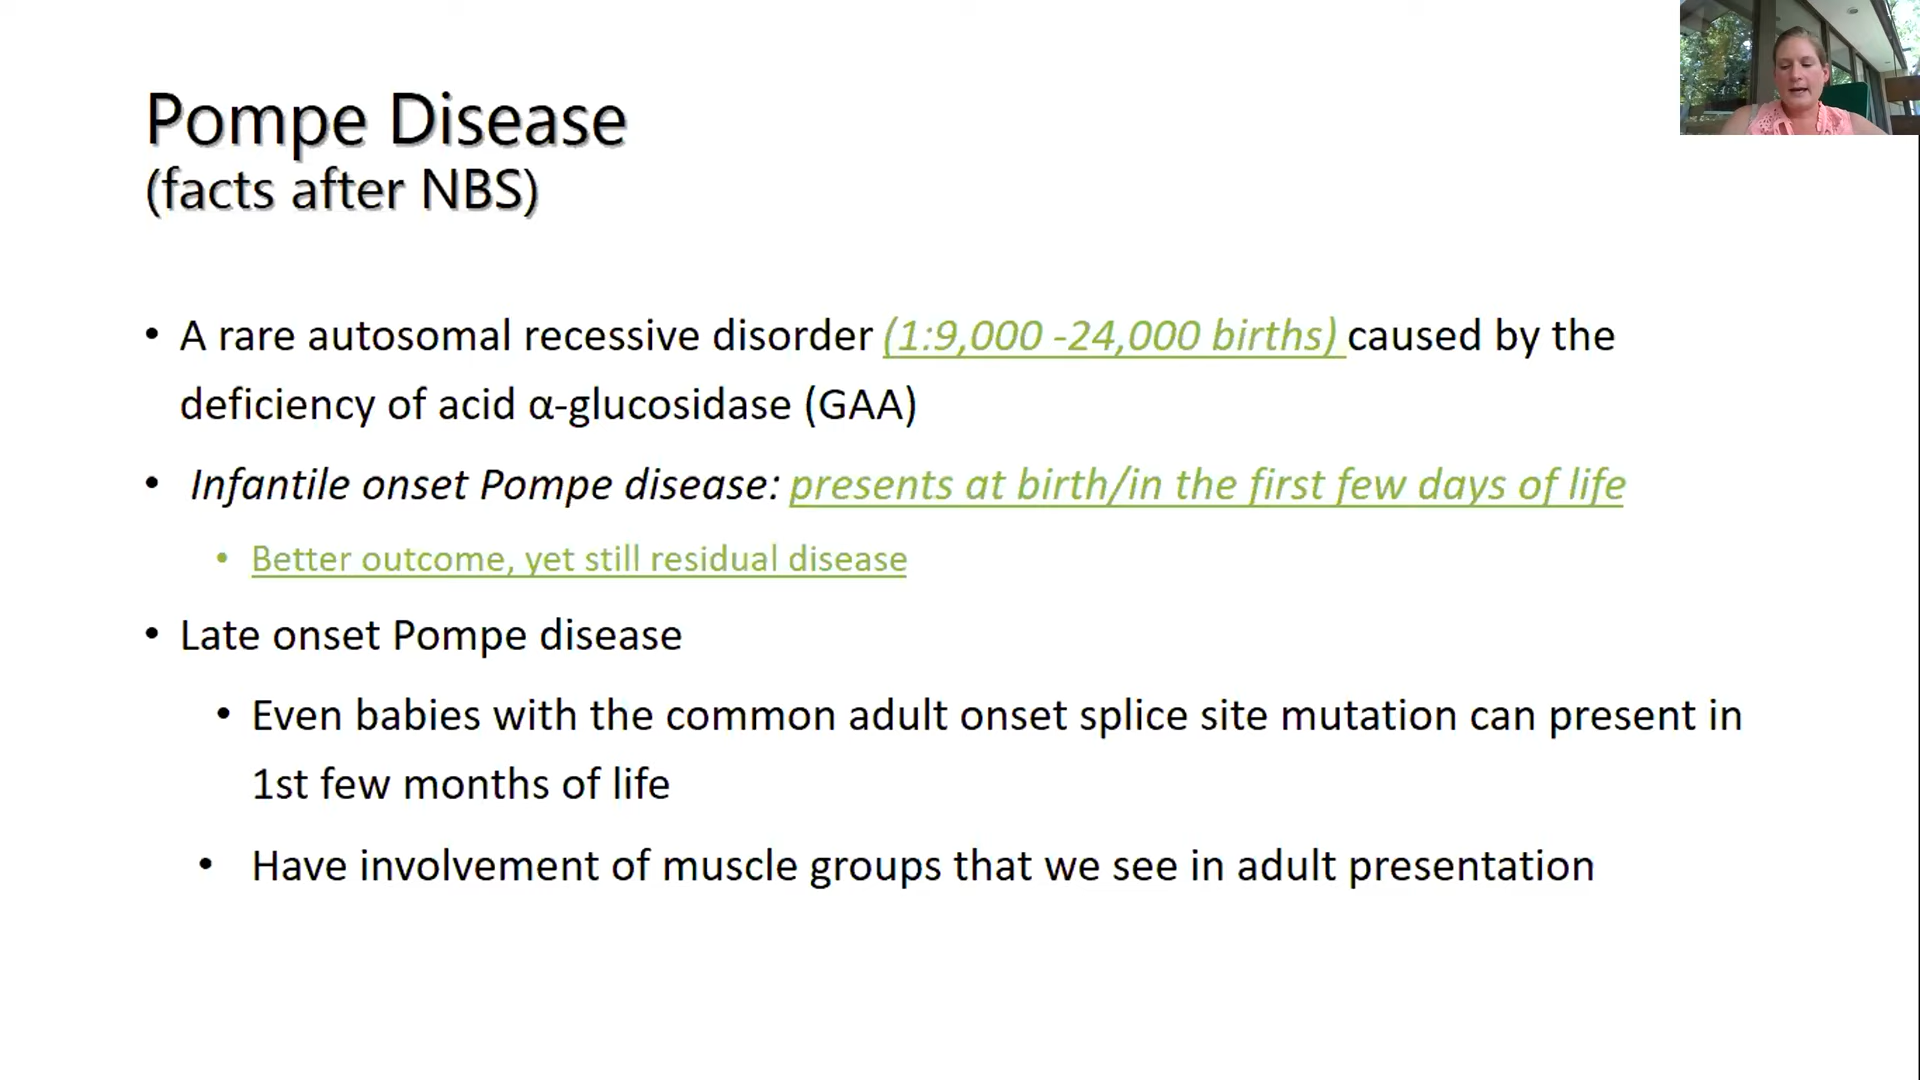 Pompe Disease
(facts after NBS)
• A rare autosomal recessive disorder (1:9,000 -24,000 births) caused by the
deficiency of acid α-glucosidase (GAA)
• Infantile onset Pompe disease: presents at birth/in the first few days of life
• Better outcome, yet still residual disease
• Late onset Pompe disease
• Even babies with the common adult onset splice site mutation can present in
1st few months of life
• Have involvement of muscle groups that we see in adult presentation